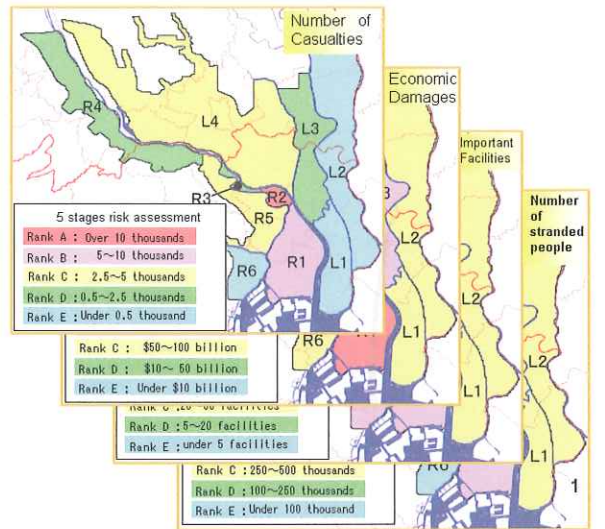 Number of
Casualties
R4
L4
L3
L2
R3
R2
R5
R1
L1
R6
5 stages risk assessment
Rank A : Over 10 thousands
Rank B : 5～10 thousands
Rank C : 2.5～5 thousands
Rank D : 0.5～2.5 thousands
Rank E : Under 0.5 thousand
Economic
Damages
L2
L1
R6
Rank C : $50～100 billion
Rank D : $10～ 50 billion
Rank E : Under $10 billion
Important
Facilities
L2
L1
facilities
Rank D : 5～20 facilities
Rank E : under 5 facilities
Number
of
stranded
people
L2
L1
R6
1
Rank C : 250～500 thousands
Rank D : 100～250 thousands
Rank E : Under 100 thousand